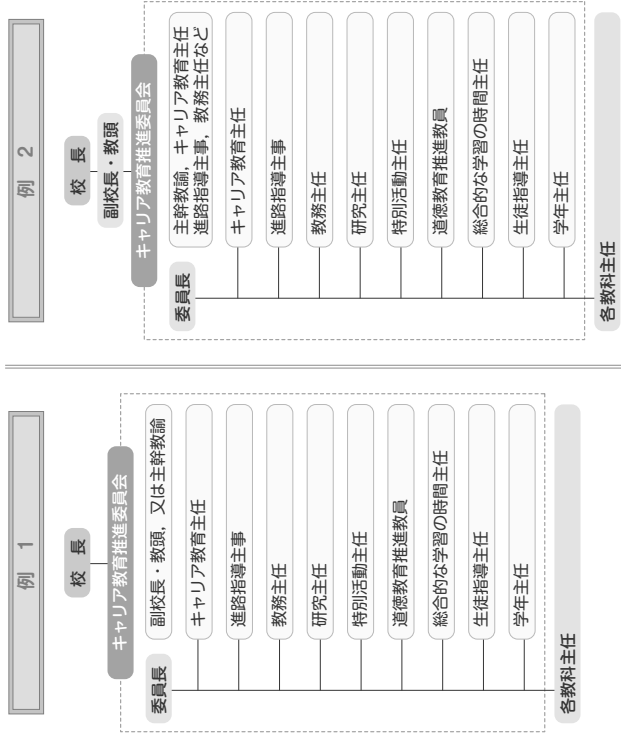 例 1
校 長
キャリア教育推進委員会
委員長
副校長・教頭，又は主幹教諭
キャリア教育主任
進路指導主事
教務主任
研究主任
特別活動主任
道徳教育推進教員
総合的な学習の時間主任
生徒指導主任
学年主任
各教科主任
例 2
校 長
副校長・教頭
キャリア教育推進委員会
委員長
主幹教諭，キャリア教育主任
進路指導主事，教務主任など
キャリア教育主任
進路指導主事
教務主任
研究主任
特別活動主任
道徳教育推進教員
総合的な学習の時間主任
生徒指導主任
学年主任
各教科主任